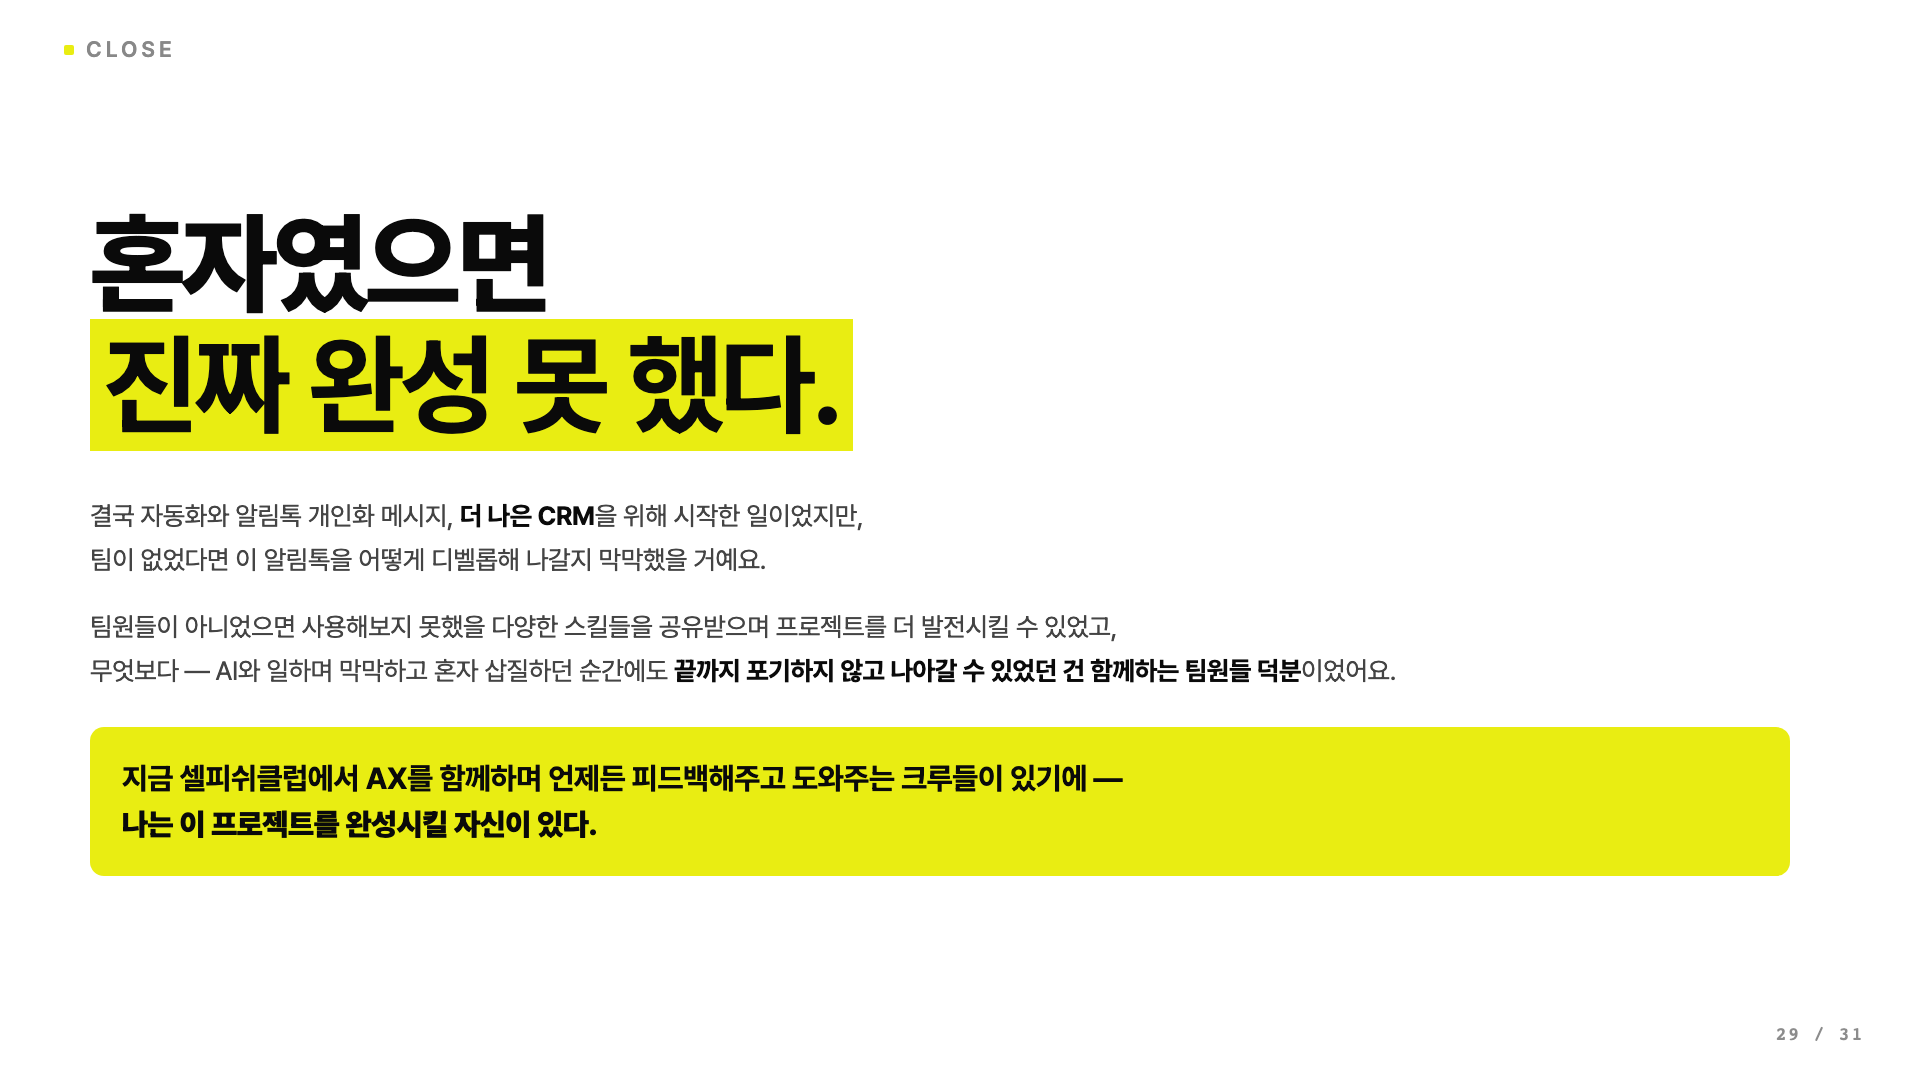 CLOSE
혼자였으면
진짜 완성 못 했다.
결국 자동화와 알림톡 개인화 메시지, 더 나은 CRM을 위해 시작한 일이었지만,
팀이 없었다면 이 알림톡을 어떻게 디벨롭해 나갈지 막막했을 거예요.
팀원들이 아니었으면 사용해보지 못했을 다양한 스킬들을 공유받으며 프로젝트를 더 발전시킬 수 있었고,
무엇보다 — AI와 일하며 막막하고 혼자 삽질하던 순간에도 끝까지 포기하지 않고 나아갈 수 있었던 건 함께하는 팀원들 덕분이었어요.
지금 셀피쉬클럽에서 AX를 함께하며 언제든 피드백해주고 도와주는 크루들이 있기에 —
나는 이 프로젝트를 완성시킬 자신이 있다.
29 / 31